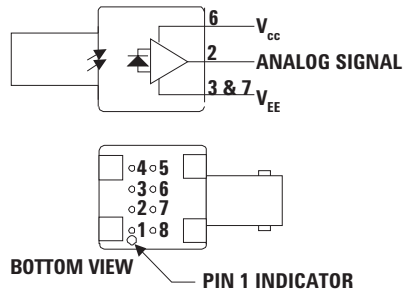 6
Vcc
2
ANALOG SIGNAL
3 & 7
VEE
4 5
3 6
2 7
1 8
BOTTOM VIEW
PIN 1 INDICATOR